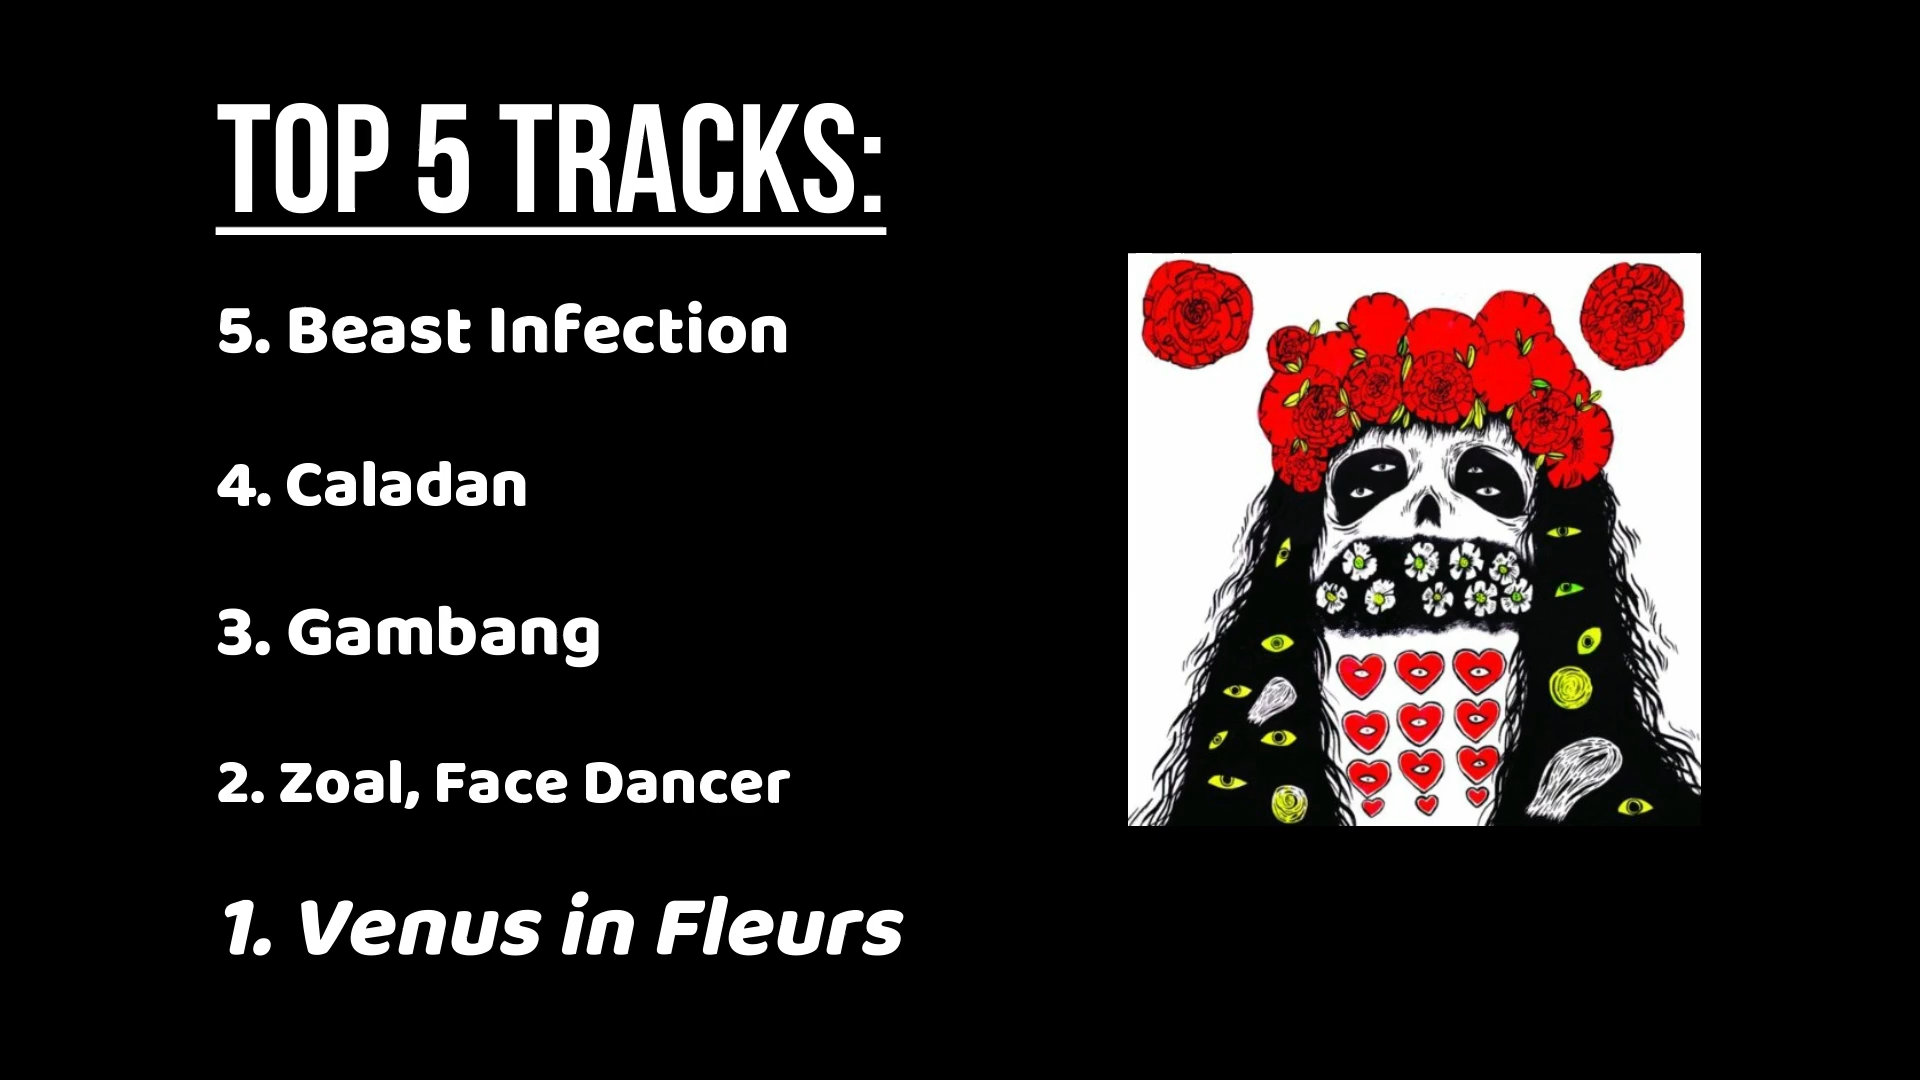 TOP 5 TRACKS:
5. Beast Infection
4. Caladan
3. Gambang
2. Zoal, Face Dancer
1. Venus in Fleurs